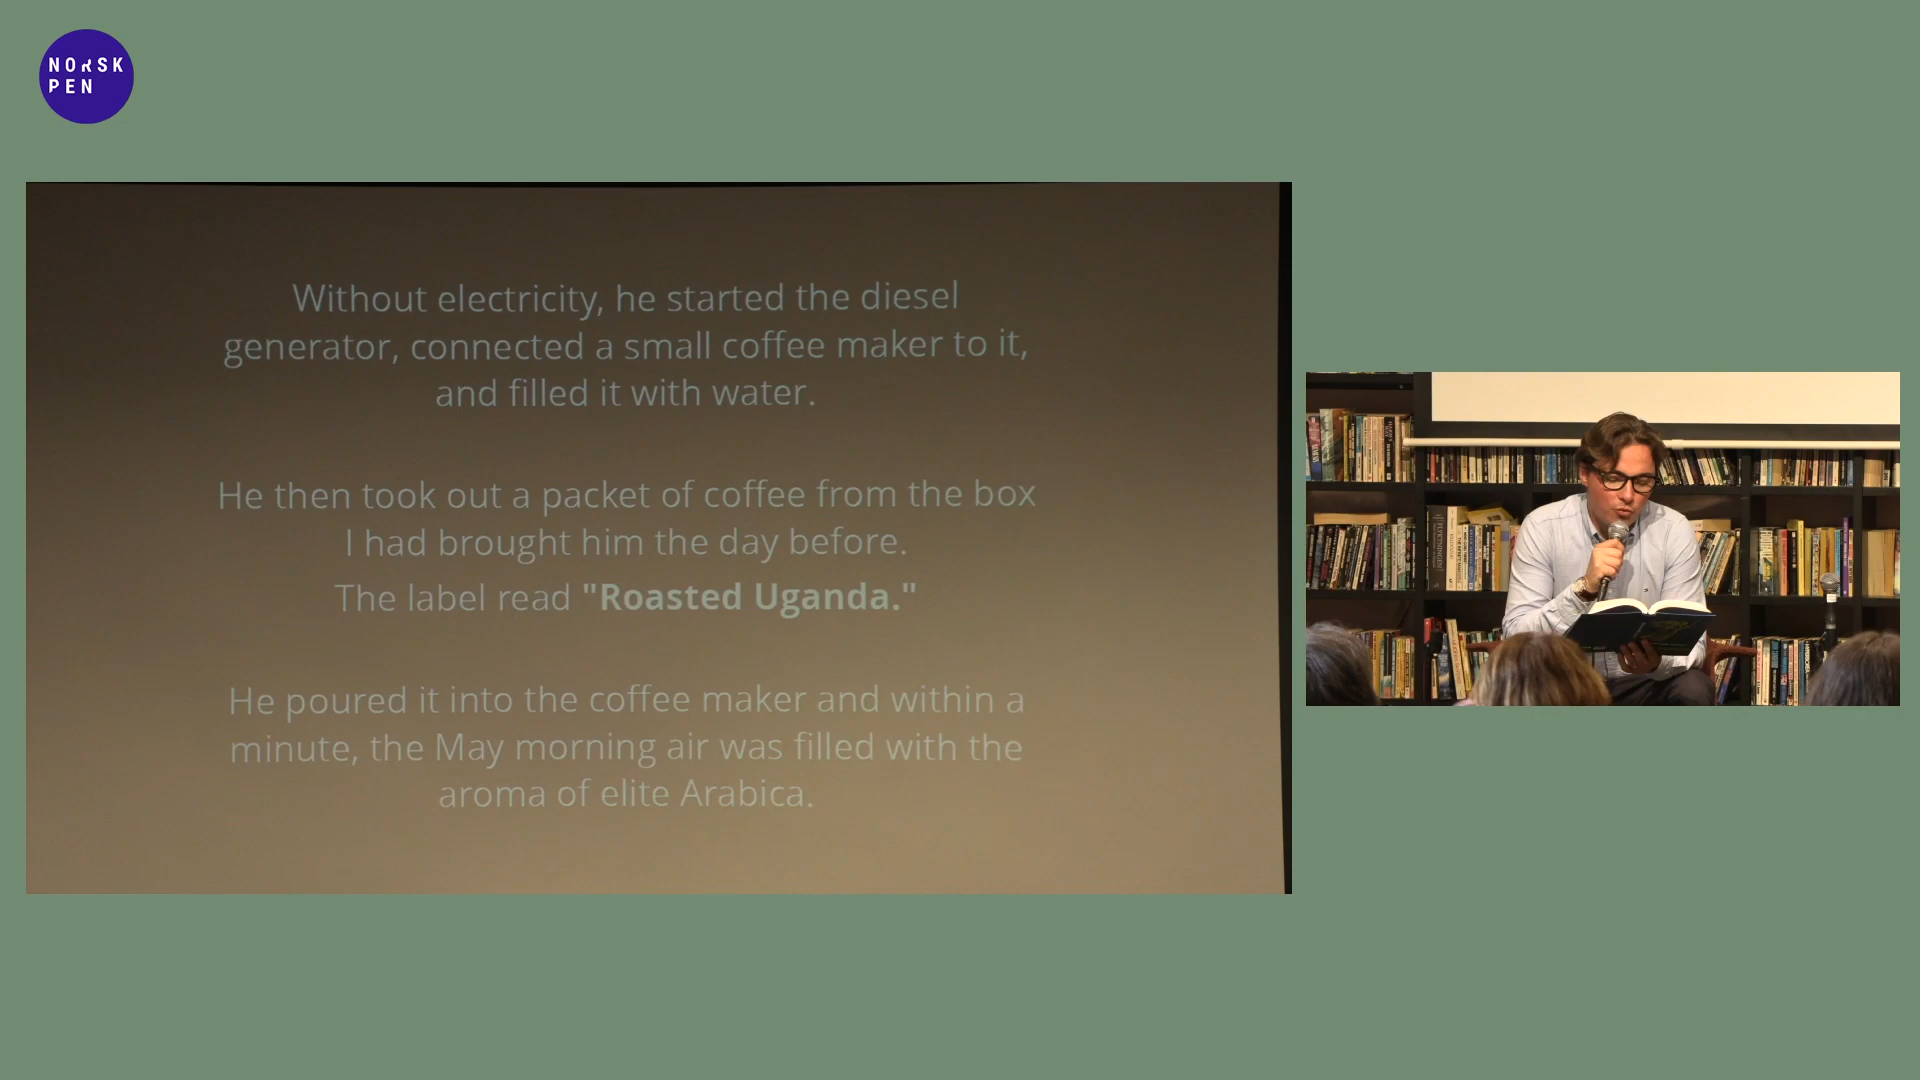 NORSK
PEN
Without electricity, he started the diesel
generator, connected a small coffee maker to it,
and filled it with water.
He then took out a packet of coffee from the box
I had brought him the day before.
The label read "Roasted Uganda."
He poured it into the coffee maker and within a
minute, the May morning air was filled with the
aroma of elite Arabica.